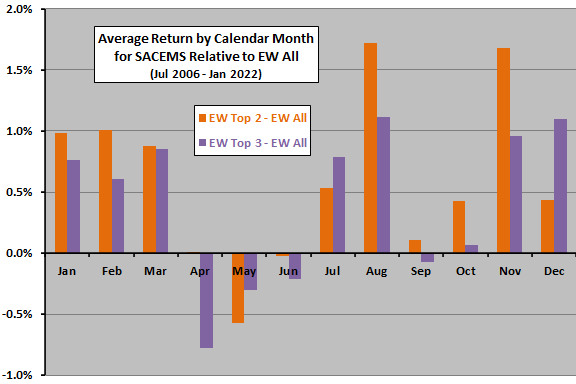 2.0%
Average Return by Calendar Month
for SACEMS Relative to EW All
(Jul 2006 - Jan 2022)
1.5%
EW Top 2 - EW All
1.0%
EW Top 3 - EW All
0.5%
0.0%
Jan Feb Mar Apr May Jun Jul Aug Sep Oct Nov Dec
-0.5%
-1.0%